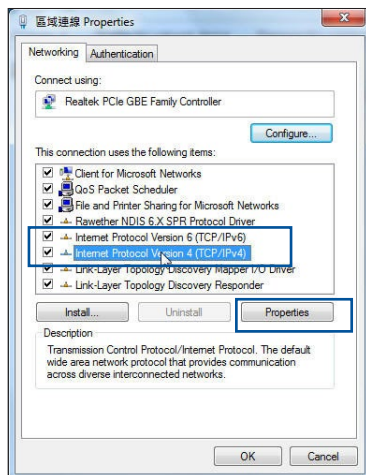 區域連線 Properties
Networking
Authentication
Connect using:
Realtek PCIe GBE Family Controller
Configure...
This connection uses the following items:
Client for Microsoft Networks
QoS Packet Scheduler
File and Printer Sharing for Microsoft Networks
Rawether NDIS 6.X SPR Protocol Driver
Internet Protocol Version 6 (TCP/IPv6)
Internet Protocol Version 4 (TCP/IPv4)
Link-Layer Topology Discovery Mapper I/O Driver
Link-Layer Topology Discovery Responder
Install...
Uninstall
Properties
Description
Transmission Control Protocol/Internet Protocol. The default
wide area network protocol that provides communication
across diverse interconnected networks.
OK
Cancel